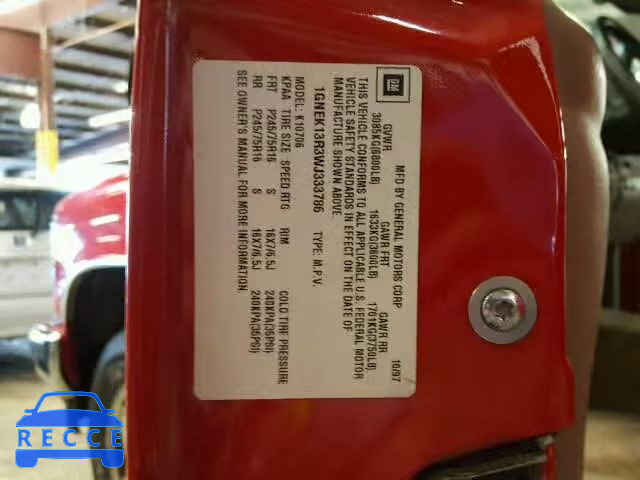 GM
MFD BY GENERAL MOTORS CORP 10/97
GVWR GAWR FRT GAWR RR
3085KG(6800LB) 1633KG(3600LB) 1701KG(3750LB)
THIS VEHICLE CONFORMS TO ALL APPLICABLE U.S. FEDERAL MOTOR
VEHICLE SAFETY STANDARDS IN EFFECT ON THE DATE OF
MANUFACTURE SHOWN ABOVE.
1GNEK13R3WJ333786 TYPE: M.P.V.
MODEL: K10706
KPAA TIRE SIZE SPEED RTG RIM COLD TIRE PRESSURE
FRT P245/75R16 S 16X7/6.5J 240KPA(35PSI)
RR P245/75R16 S 16X7/6.5J 240KPA(35PSI)
SEE OWNER'S MANUAL FOR MORE INFORMATION.
RECCE